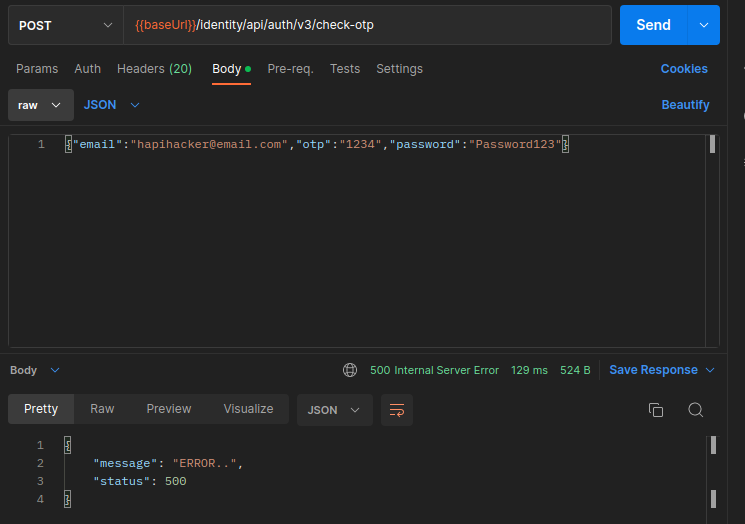 POST {{baseUrl}}/identity/api/auth/v3/check-otp Send
Params Auth Headers (20) Body Pre-req. Tests Settings Cookies
raw JSON Beautify
1 {"email":"hapihacker@email.com","otp":"1234","password":"Password123"}
Body 500 Internal Server Error 129 ms 524 B Save Response
Pretty Raw Preview Visualize JSON
1 {
2 "message": "ERROR..",
3 "status": 500
4 }